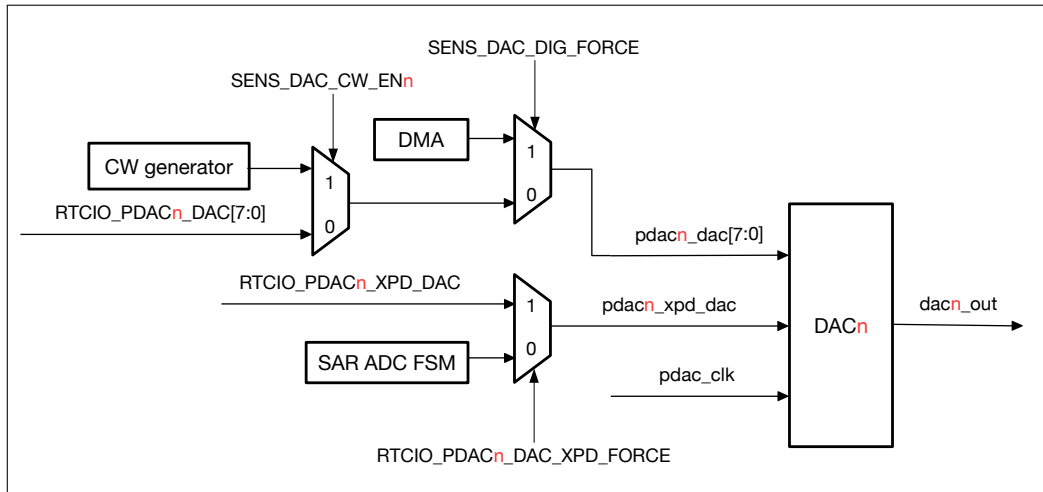 SENS_DAC_DIG_FORCE
SENS_DAC_CW_ENn
DMA
1
0
CW generator
1
0
RTCIO_PDACn_DAC[7:0]
pdacn_dac[7:0]
RTCIO_PDACn_XPD_DAC
1
0
pdacn_xpd_dac
DACn
dacn_out
SAR ADC FSM
pdac_clk
RTCIO_PDACn_DAC_XPD_FORCE